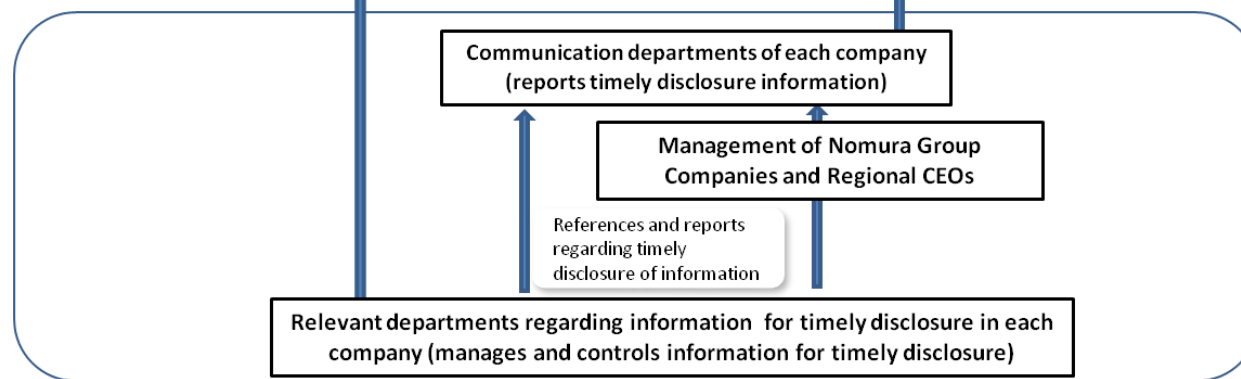 Communication departments of each company
(reports timely disclosure information)
Management of Nomura Group
Companies and Regional CEOs
References and reports
regarding timely
disclosure of information
Relevant departments regarding information for timely disclosure in each
company (manages and controls information for timely disclosure)